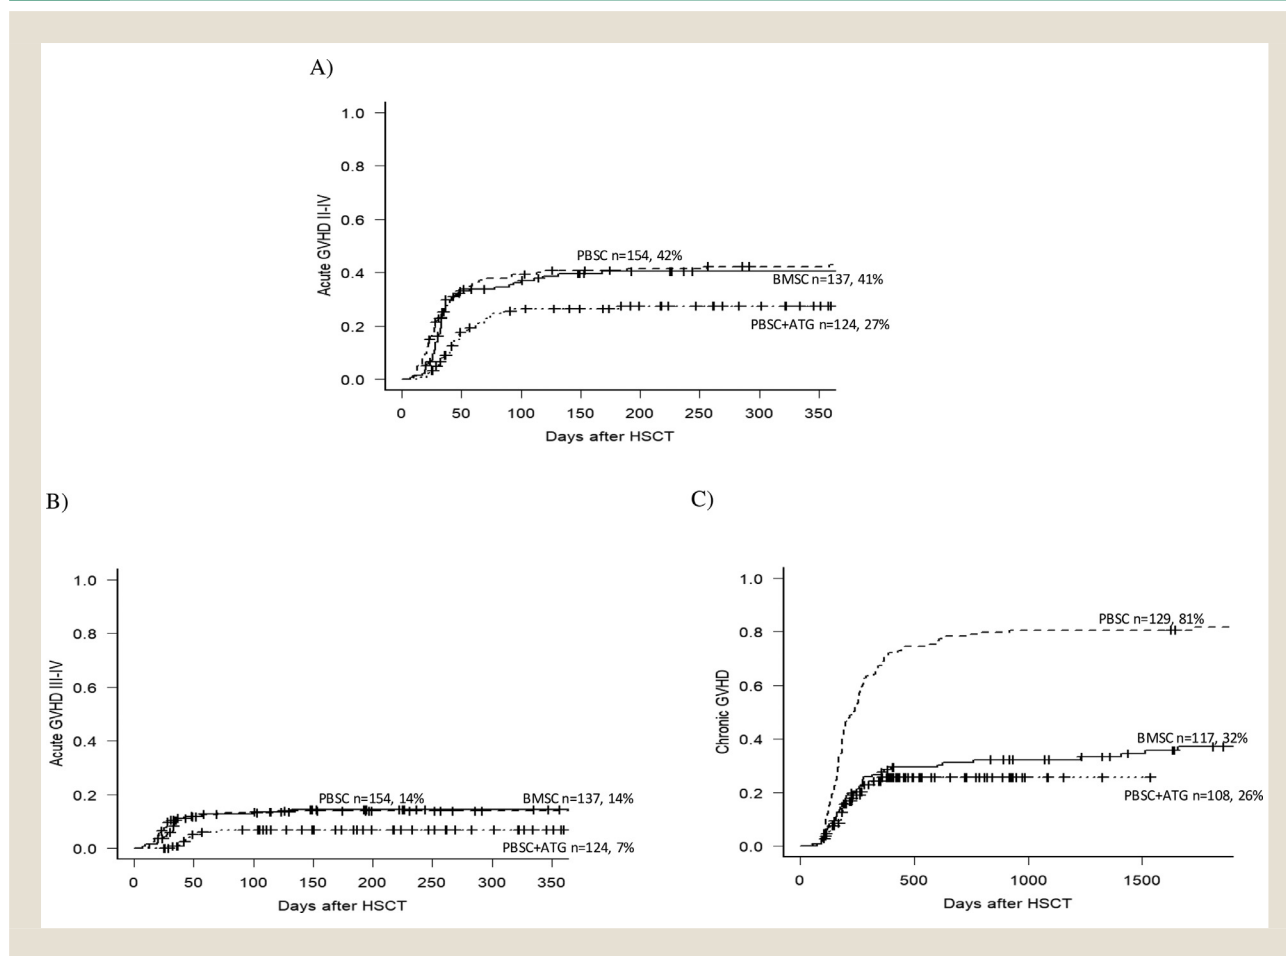 A)
Acute GVHD II-IV
1.0
0.8
0.6
0.4
0.2
0.0
PBSC n=154, 42%
BMSC n=137, 41%
PBSC+ATG n=124, 27%
0 50 100 150 200 250 300 350
Days after HSCT
B)
Acute GVHD III-IV
1.0
0.8
0.6
0.4
0.2
0.0
PBSC n=154, 14%
BMSC n=137, 14%
PBSC+ATG n=124, 7%
0 50 100 150 200 250 300 350
Days after HSCT
C)
Chronic GVHD
1.0
0.8
0.6
0.4
0.2
0.0
PBSC n=129, 81%
BMSC n=117, 32%
PBSC+ATG n=108, 26%
0 500 1000 1500
Days after HSCT